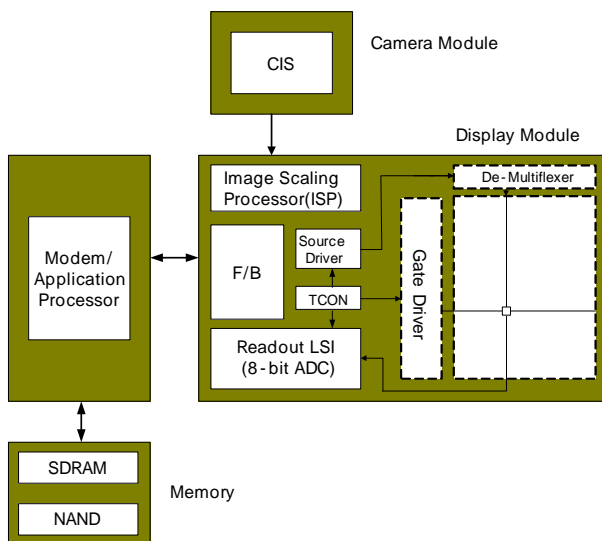 Camera Module
CIS
Display Module
Image Scaling
Processor(ISP)
De-Multiflexer
Modem/
Application
Processor
F/B
Source
Driver
TCON
Gate Driver
Readout LSI
(8-bit ADC)
SDRAM
NAND
Memory